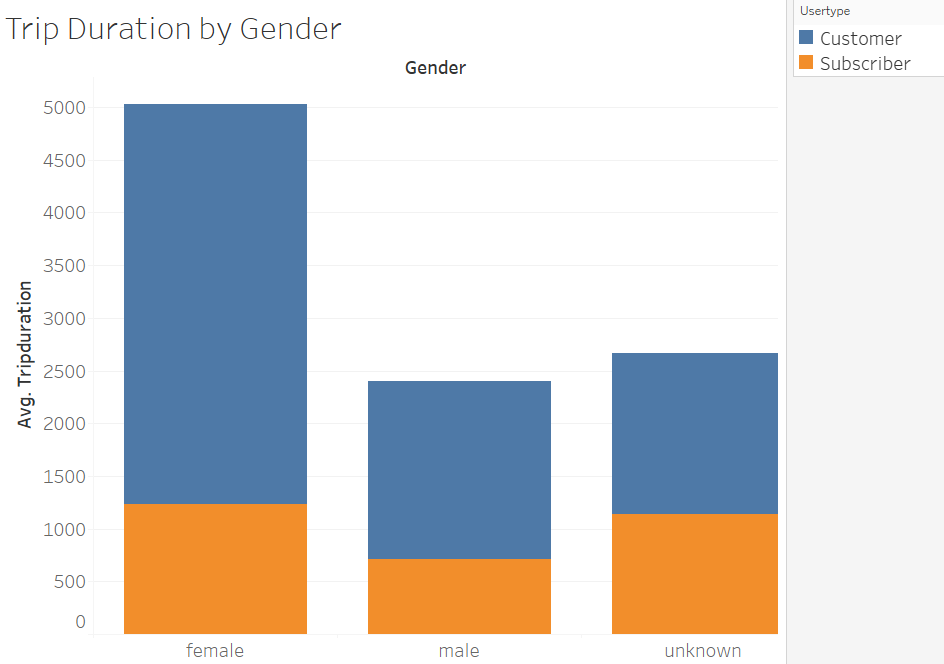 Trip Duration by Gender
Usertype
Customer
Subscriber
Gender
Avg. Tripduration
5000
4500
4000
3500
3000
2500
2000
1500
1000
500
0
female male unknown